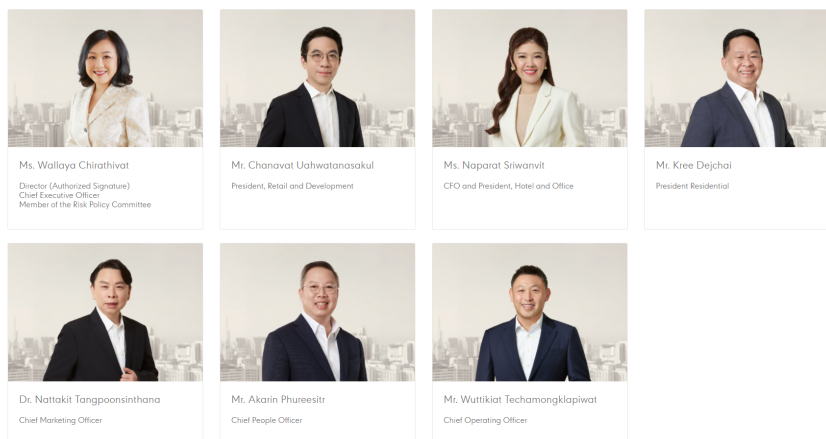 Ms. Wallaya Chirathivat
Director (Authorized Signature)
Chief Executive Officer
Member of the Risk Policy Committee
Mr. Chanavat Uahwatanasakul
President, Retail and Development
Ms. Naparat Sriwanvit
CFO and President, Hotel and Office
Mr. Kree Dejchai
President Residential
Dr. Nattakit Tangpoonsinthana
Chief Marketing Officer
Mr. Akarin Phureesitr
Chief People Officer
Mr. Wuttikiat Techamongklapiwat
Chief Operating Officer